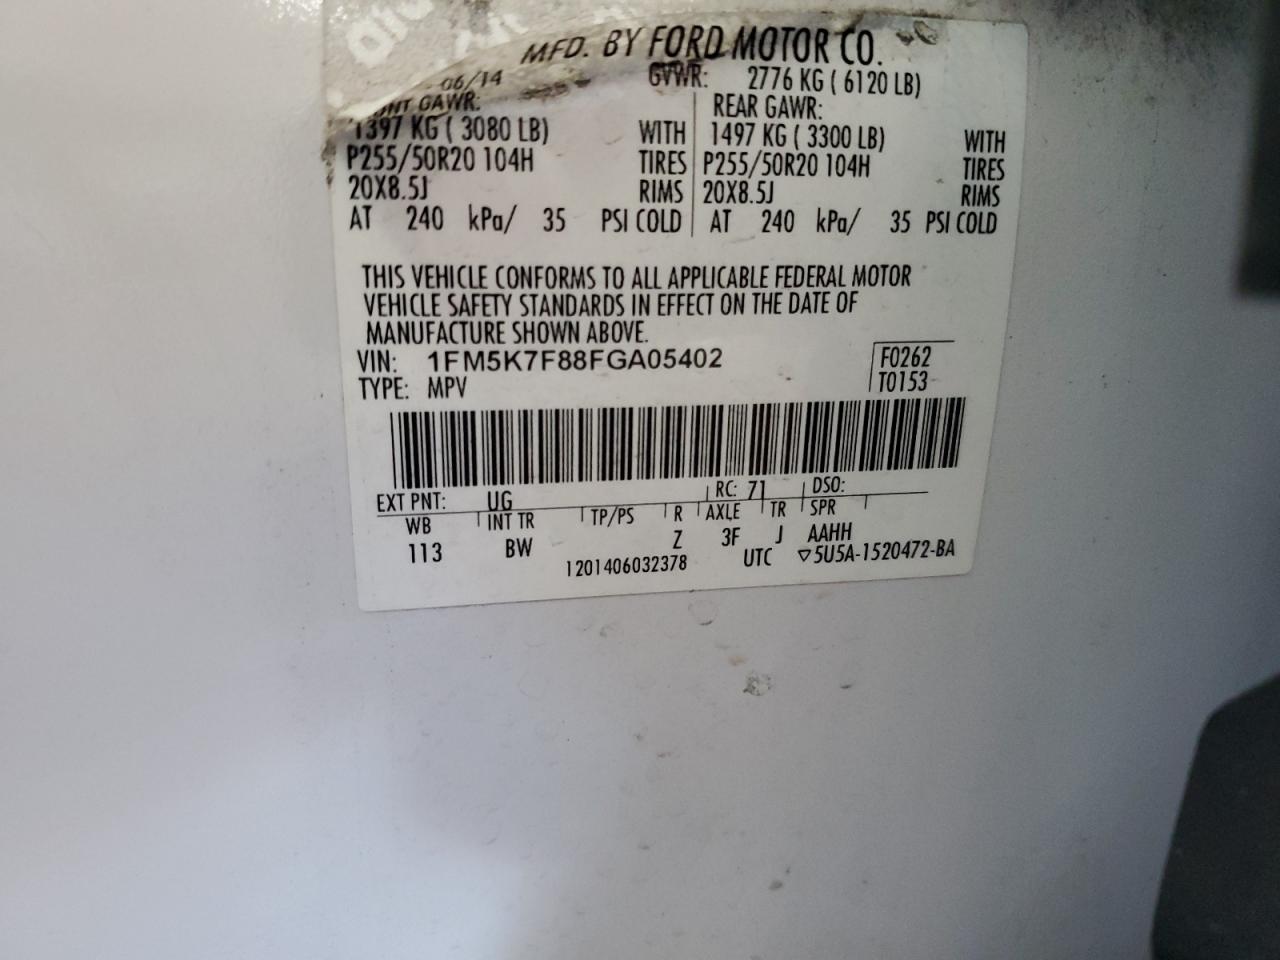 MFD. BY FORD MOTOR CO.
06/14 GVWR: 2776 KG ( 6120 LB)
GAWR: REAR GAWR:
1397 KG ( 3080 LB) WITH 1497 KG ( 3300 LB) WITH
P255/50R20 104H TIRES P255/50R20 104H TIRES
20X8.5J RIMS 20X8.5J RIMS
AT 240 kPa/ 35 PSI COLD AT 240 kPa/ 35 PSI COLD
THIS VEHICLE CONFORMS TO ALL APPLICABLE FEDERAL MOTOR
VEHICLE SAFETY STANDARDS IN EFFECT ON THE DATE OF
MANUFACTURE SHOWN ABOVE.
VIN: 1FM5K7F88FGA05402 F0262
TYPE: MPV T0153
EXT PNT: UG RC: 71 DSO:
WB INT TR TP/PS R AXLE TR SPR
113 BW Z 3F J AAHH
1201406032378 UTC ▽5U5A-1520472-BA